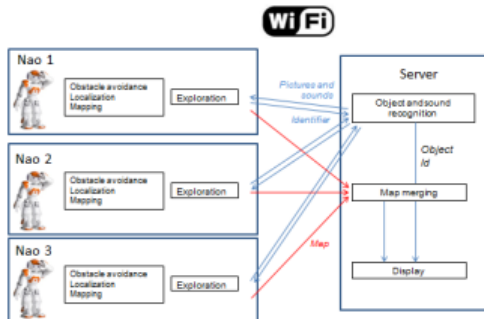 WiFi
Nao 1
Obstacle avoidance
Localization
Mapping
Exploration
Pictures and
sounds
Identifier
Server
Object and sound
recognition
Object
Id
Nao 2
Obstacle avoidance
Localization
Mapping
Exploration
Map merging
Map
Nao 3
Obstacle avoidance
Localization
Mapping
Exploration
Display